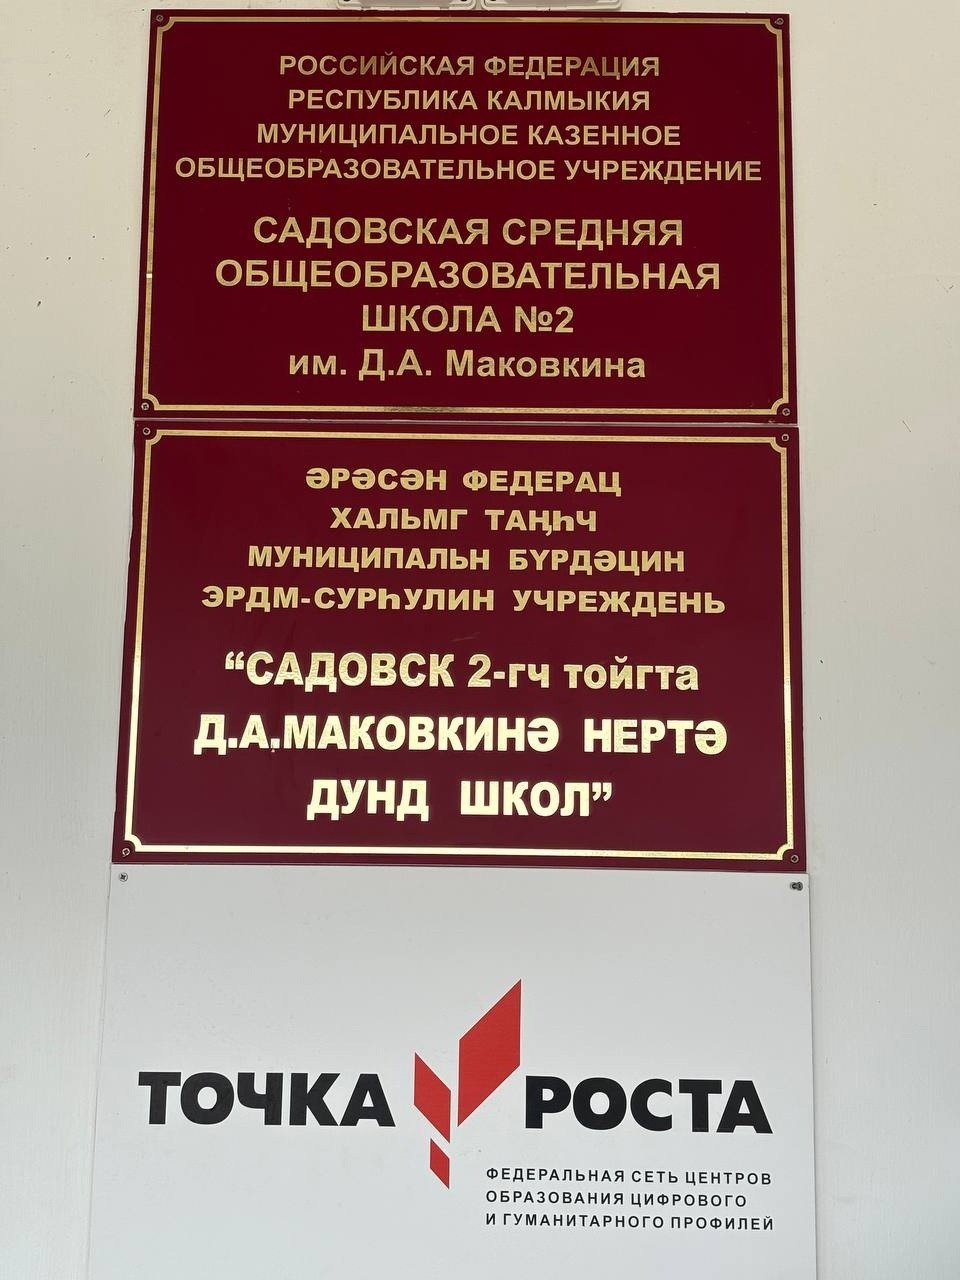 РОССИЙСКАЯ ФЕДЕРАЦИЯ
РЕСПУБЛИКА КАЛМЫКИЯ
МУНИЦИПАЛЬНОЕ КАЗЕННОЕ
ОБЩЕОБРАЗОВАТЕЛЬНОЕ УЧРЕЖДЕНИЕ
САДОВСКАЯ СРЕДНЯЯ
ОБЩЕОБРАЗОВАТЕЛЬНАЯ
ШКОЛА №2
им. Д.А. Маковкина
ӘРӘСӘН ФЕДЕРАЦ
ХАЛЬМГ ТАҢҺЧ
МУНИЦИПАЛЬН БҮРДӘЦИН
ЭРДМ-СУРҺУЛИН УЧРЕЖДЕНЬ
“САДОВСК 2-гч тойгта
Д.А.МАКОВКИНӘ НЕРТӘ
ДУНД ШКОЛ”
ТОЧКА РОСТА
ФЕДЕРАЛЬНАЯ СЕТЬ ЦЕНТРОВ
ОБРАЗОВАНИЯ ЦИФРОВОГО
И ГУМАНИТАРНОГО ПРОФИЛЕЙ